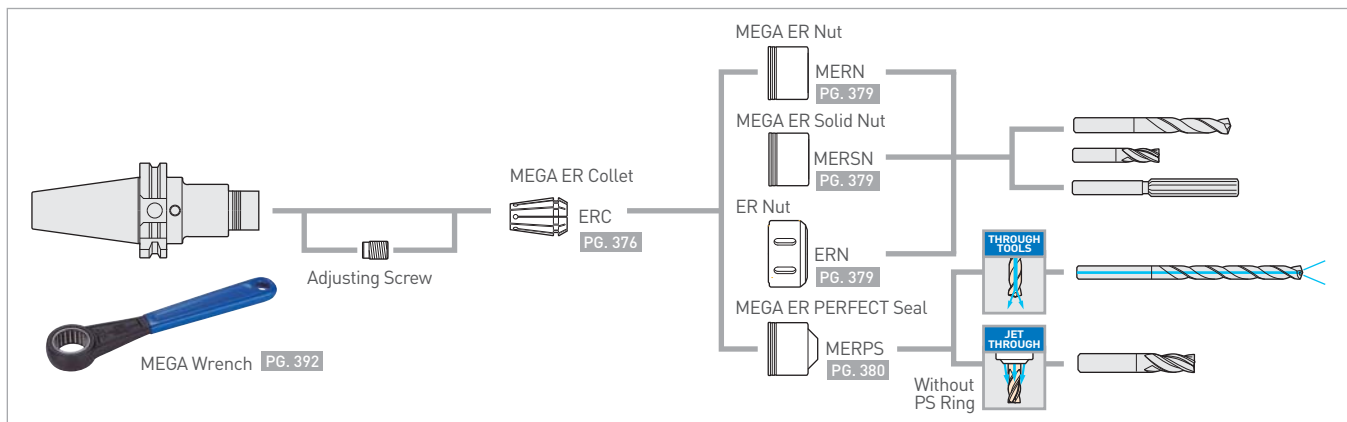 MEGA ER Nut
MERN
PG. 379
MEGA ER Solid Nut
MERSN
PG. 379
MEGA ER Collet
ERC
PG. 376
ER Nut
ERN
PG. 379
Adjusting Screw
THROUGH
TOOLS
MEGA ER PERFECT Seal
MERPS
PG. 380
JET
THROUGH
Without
PS Ring
MEGA Wrench PG. 392